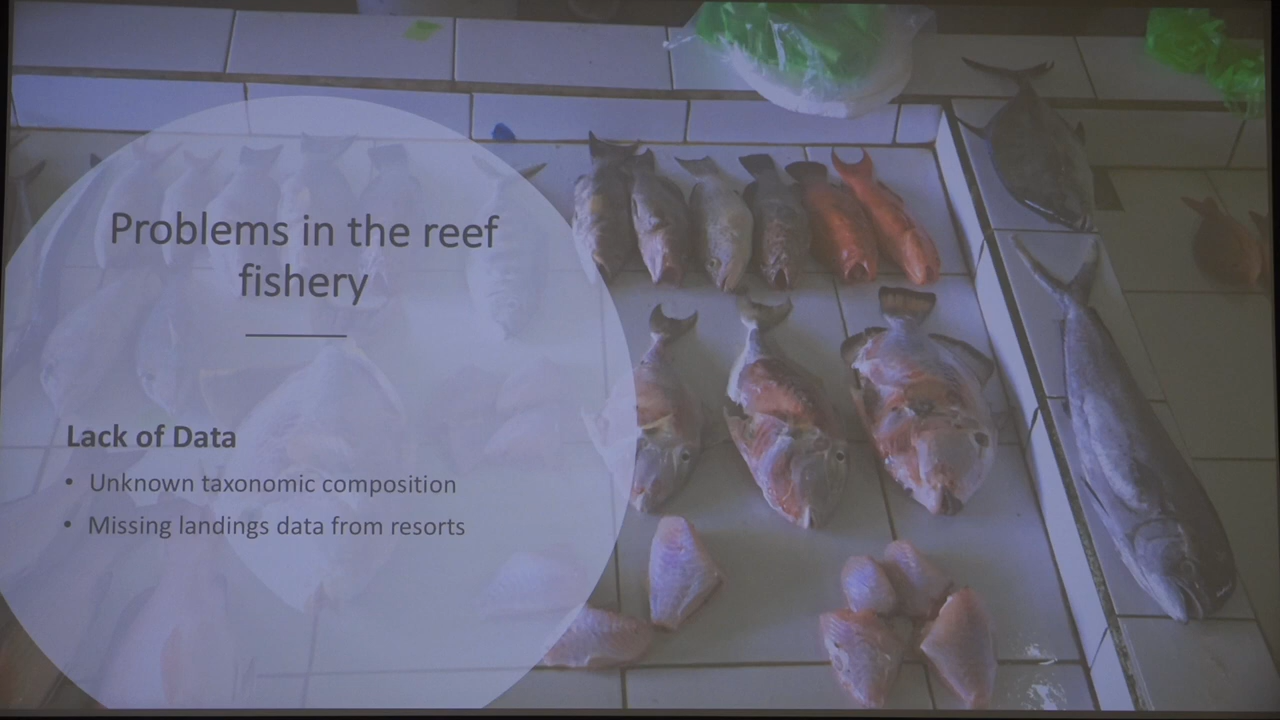 Problems in the reef
fishery
Lack of Data
• Unknown taxonomic composition
• Missing landings data from resorts